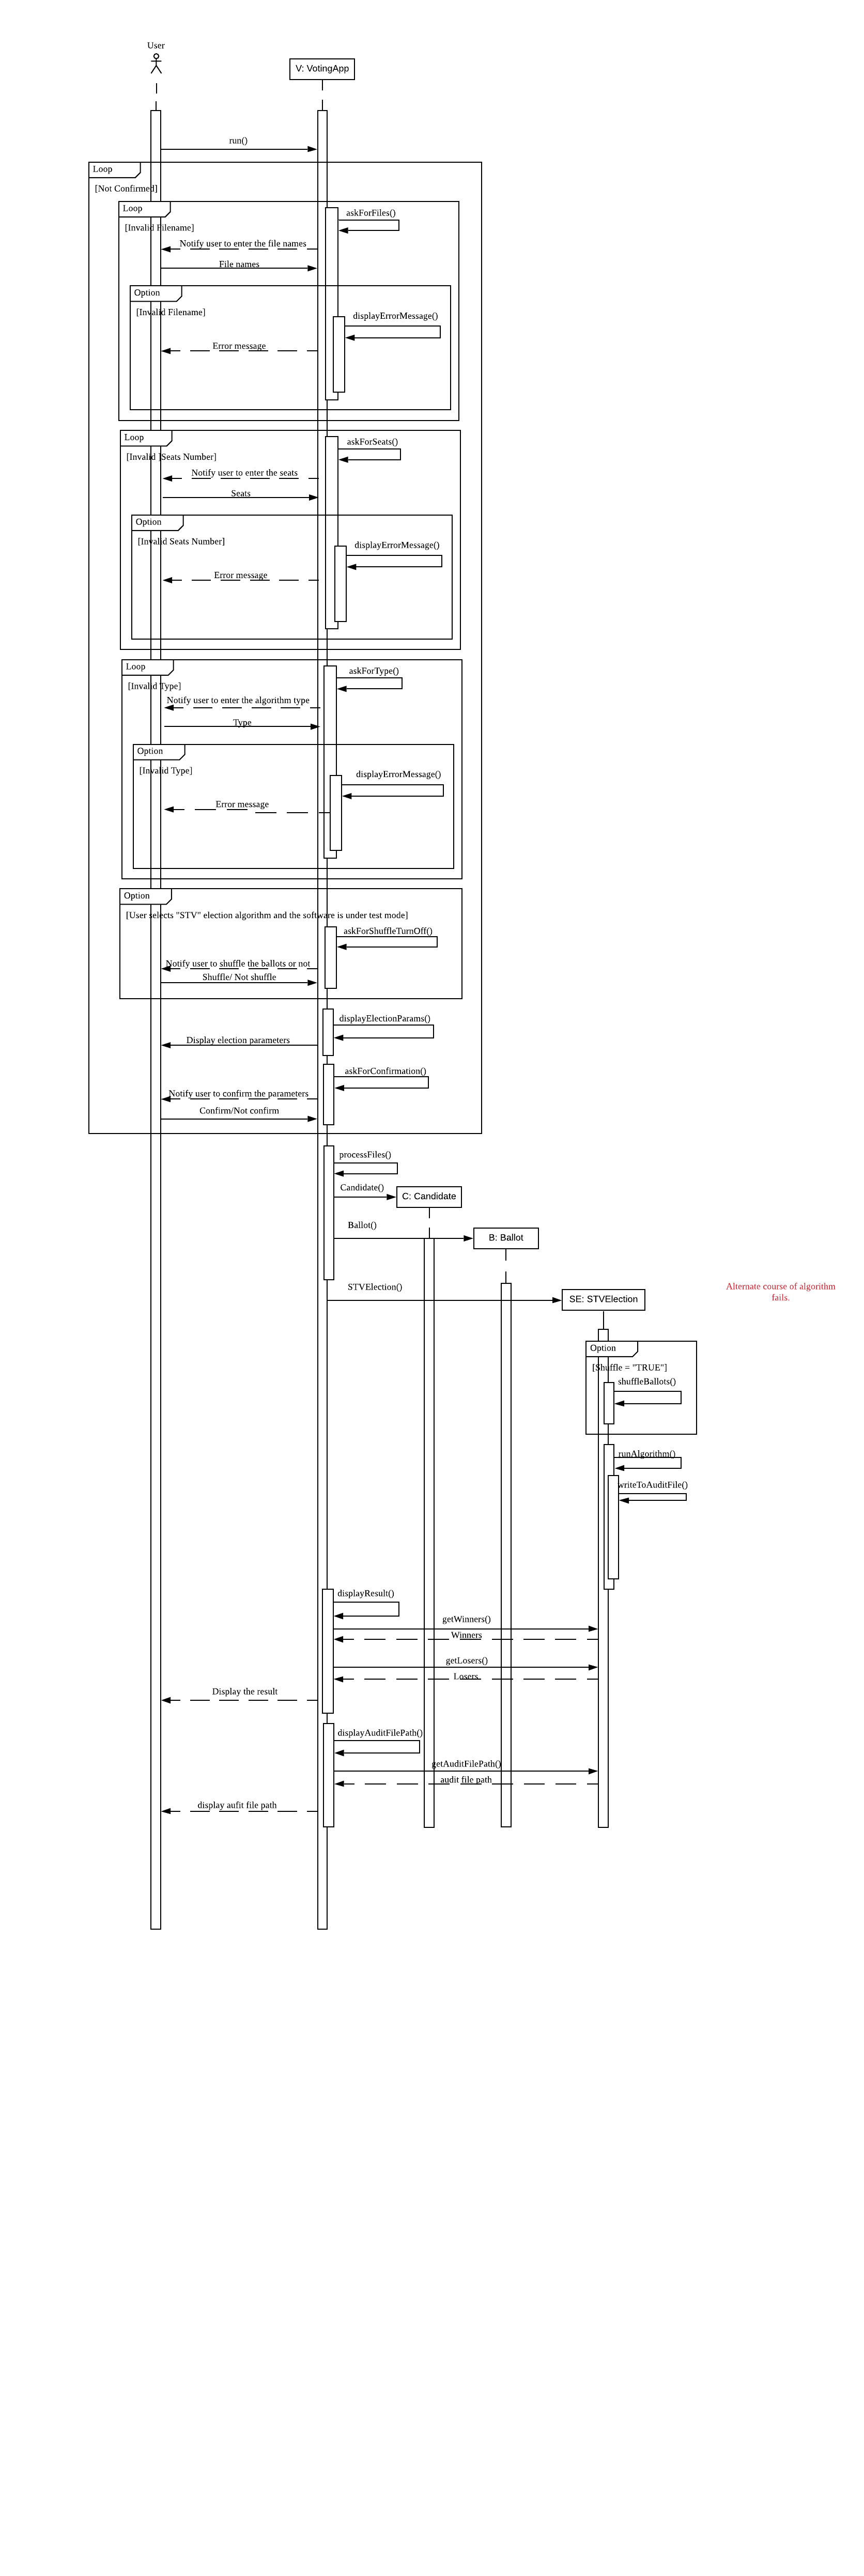 User
V: VotingApp
run()
Loop
[Not Confirmed]
Loop
askForFiles()
[Invalid Filename]
Notify user to enter the file names
File names
Option
[Invalid Filename]
displayErrorMessage()
Error message
Loop
askForSeats()
[Invalid ]Seats Number]
Notify user to enter the seats
Seats
Option
[Invalid Seats Number]
displayErrorMessage()
Error message
Loop
askForType()
[Invalid Type]
Notify user to enter the algorithm type
Type
Option
[Invalid Type]
displayErrorMessage()
Error message
Option
[User selects "STV" election algorithm and the software is under test mode]
askForShuffleTurnOff()
Notify user to shuffle the ballots or not
Shuffle/ Not shuffle
displayElectionParams()
Display election parameters
askForConfirmation()
Notify user to confirm the parameters
Confirm/Not confirm
processFiles()
Candidate()
C: Candidate
Ballot()
B: Ballot
STVElection()
SE: STVElection
Alternate course of algorithm
fails.
Option
[Shuffle = "TRUE"]
shuffleBallots()
runAlgorithm()
writeToAuditFile()
displayResult()
getWinners()
Winners
getLosers()
Losers
Display the result
displayAuditFilePath()
getAuditFilePath()
audit file path
display aufit file path